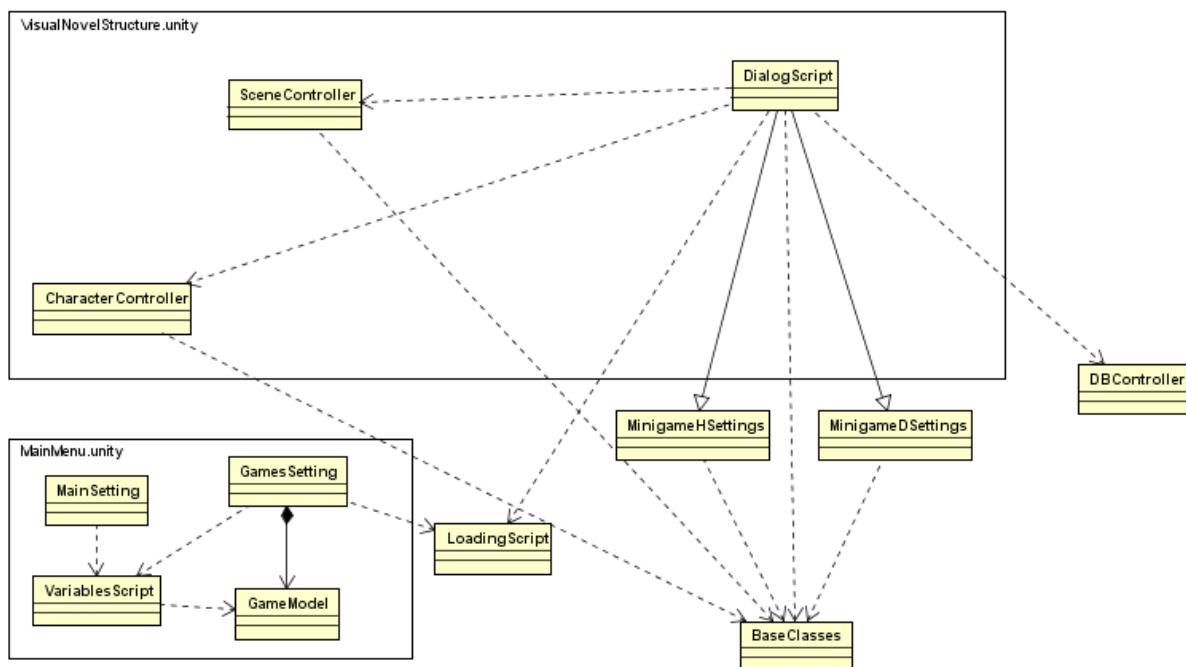 VisualNovelStructure.unity
DialogScript
SceneController
CharacterController
DBController
MinigameHSettings
MinigameDSettings
MainMenu.unity
GamesSetting
MainSetting
LoadingScript
VariablesScript
GameModel
BaseClasses